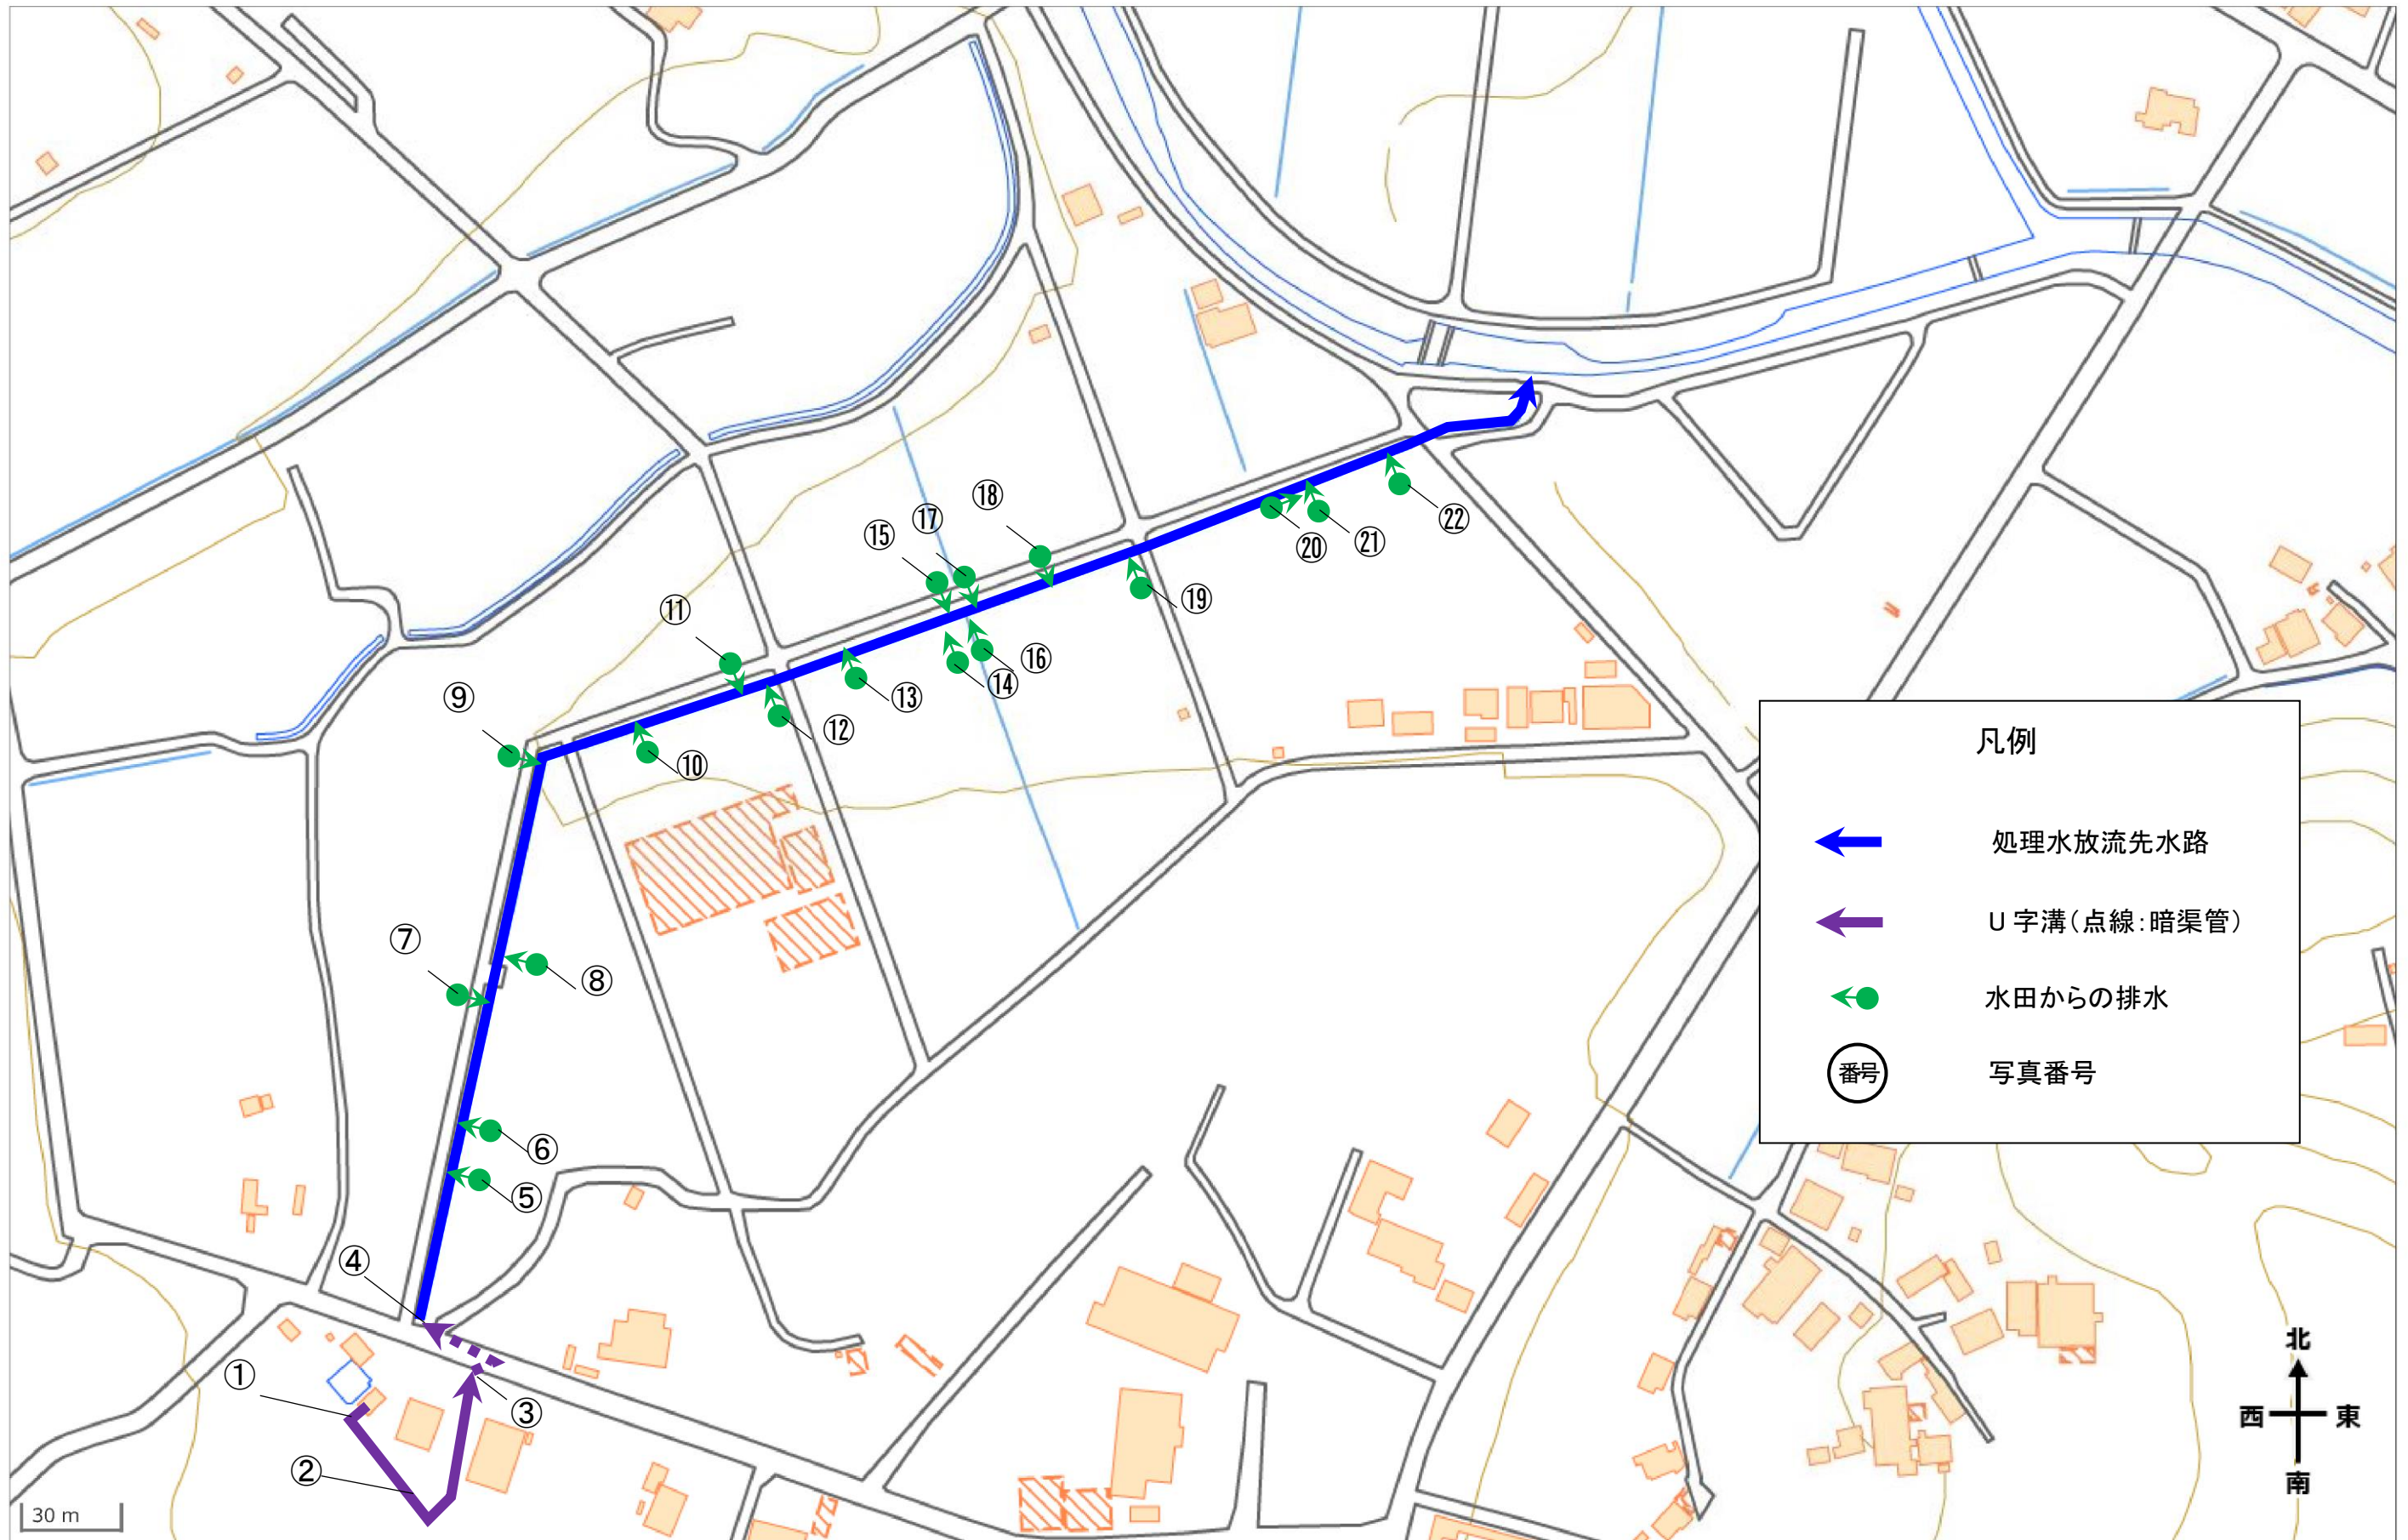 ⑱
⑰
⑮
㉒
㉑
⑳
⑪
⑲
⑯
⑭
⑬
⑨
⑫
⑩
凡例
処理水放流先水路
U字溝（点線：暗渠管）
水田からの排水
番号
写真番号
⑦
⑧
⑥
⑤
④
①
③
②
北
西
東
南
30 m